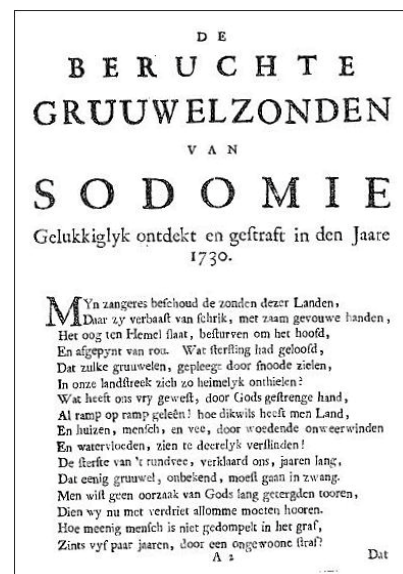 DE
BERUCHTE
GRUUWELZONDEN
VAN
SODOMIE
Gelukkiglyk ontdekt en geſtraft in den Jaare
1730.
MYn zangeres beſchoud de zonden dezer Landen,
Daar zy verbaaſt van ſchrik, met zaam gevouwe handen,
Het oog ten Hemel ſlaat, beſturven om het hoofd,
En afgepynt van rou. Wat ſterfling had geloofd,
Dat zulke gruuwelen, gepleegt door ſnoode zielen,
In onze landſtreek zich zo heimelyk onthielen?
Wat heeft ons vry geweſt, door Gods geſtrenge hand,
Al ramp op ramp geleên! hoe dikwils heeft men Land,
En huizen, menſch, en vee, door woedende onweerwinden
En watervloeden, zien te deerelyk verſlinden!
De ſterfte van 't rundvee, verklaard ons, jaaren lang,
Dat eenig gruuwel, onbekend, moeſt gaan in zwang.
Men wiſt geen oorzaak van Gods lang getergden tooren,
Dien wy nu met verdriet allomme moeten hooren.
Hoe meenig menſch is niet gedompelt in het graf,
Zints vyf paar jaaren, door een ongewoone ſtraf?
A 2 Dat